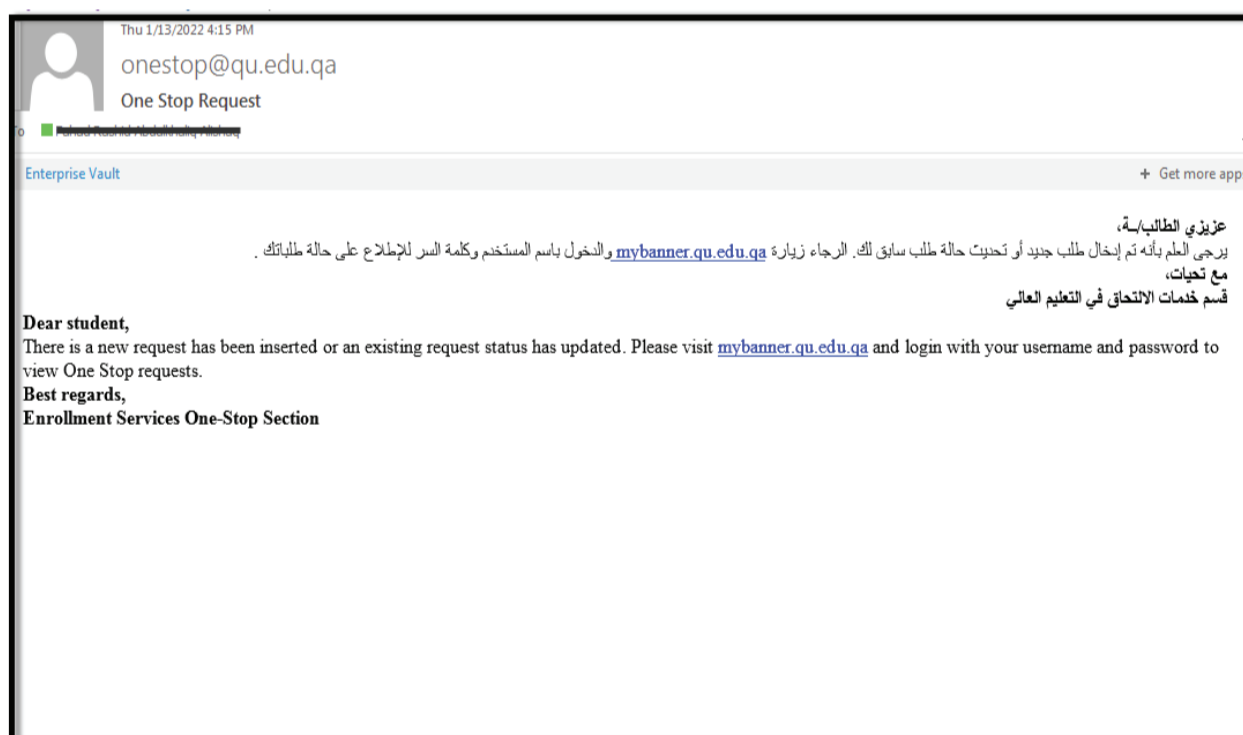 Thu 1/13/2022 4:15 PM
onestop@qu.edu.qa
One Stop Request
Enterprise Vault
+ Get more app
عزيزي الطالب/ـة،
يرجى العلم بأنه تم إدخال طلب جديد أو تحديث حالة طلب سابق لك. الرجاء زيارة mybanner.qu.edu.qa والدخول باسم المستخدم وكلمة السر للإطلاع على حالة طلباتك .
مع تحيات،
قسم خدمات الالتحاق في التعليم العالي
Dear student,
There is a new request has been inserted or an existing request status has updated. Please visit mybanner.qu.edu.qa and login with your username and password to
view One Stop requests.
Best regards,
Enrollment Services One-Stop Section